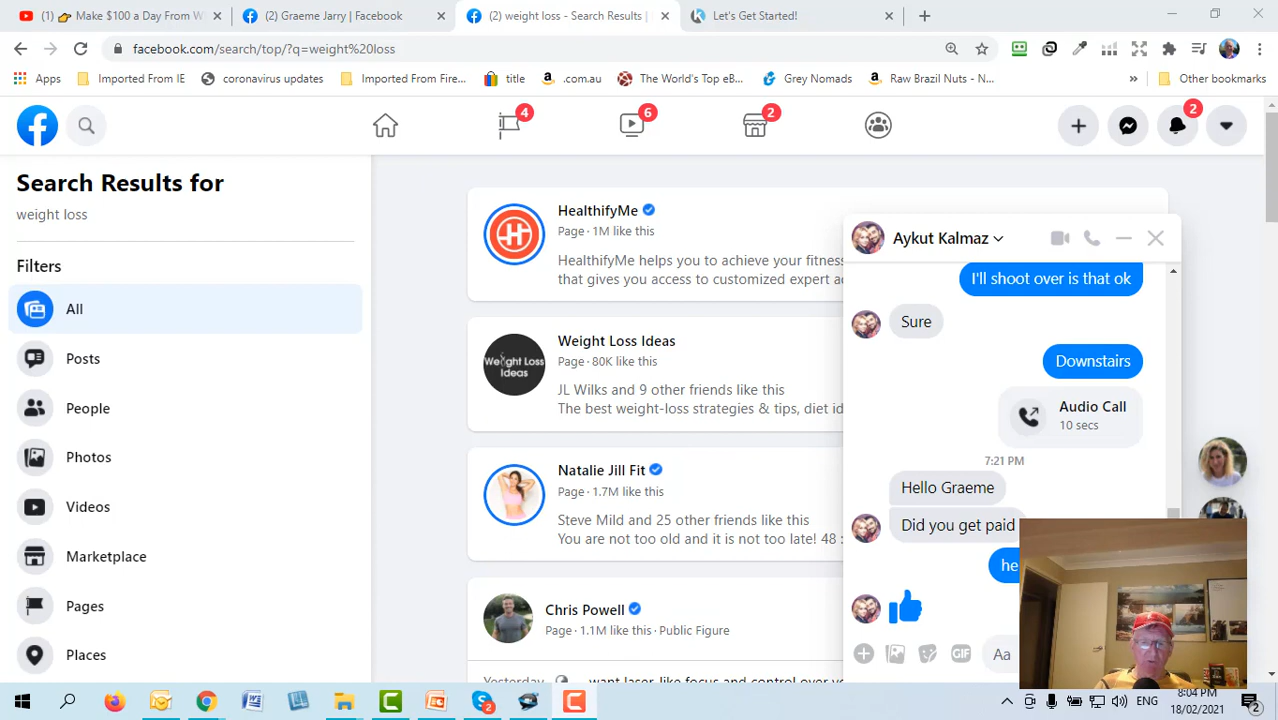 (1) 👉 Make $100 a Day From W
(2) Graeme Jarry | Facebook
(2) weight loss - Search Results |
Let's Get Started!
facebook.com/search/top/?q=weight%20loss
Apps
Imported From IE
coronavirus updates
Imported From Fire...
title
.com.au
The World's Top eB...
Grey Nomads
Raw Brazil Nuts - N...
»
Other bookmarks
4
6
2
2
Search Results for
weight loss
Filters
All
Posts
People
Photos
Videos
Marketplace
Pages
Places
HealthifyMe
Page · 1M like this
HealthifyMe helps you to achieve your fitness
that gives you access to customized expert ad
Weight Loss
Ideas
Weight Loss Ideas
Page · 80K like this
JL Wilks and 9 other friends like this
The best weight-loss strategies & tips, diet id
Natalie Jill Fit
Page · 1.7M like this
Steve Mild and 25 other friends like this
You are not too old and it is not too late! 48 :
Chris Powell
Page · 1.1M like this · Public Figure
Yesterday
want laser-like focus and control over yo
Aykut Kalmaz
I'll shoot over is that ok
Sure
Downstairs
Audio Call
10 secs
7:21 PM
Hello Graeme
Did you get paid
he
GIF
Aa
2
ENG
8:04 PM
18/02/2021
2